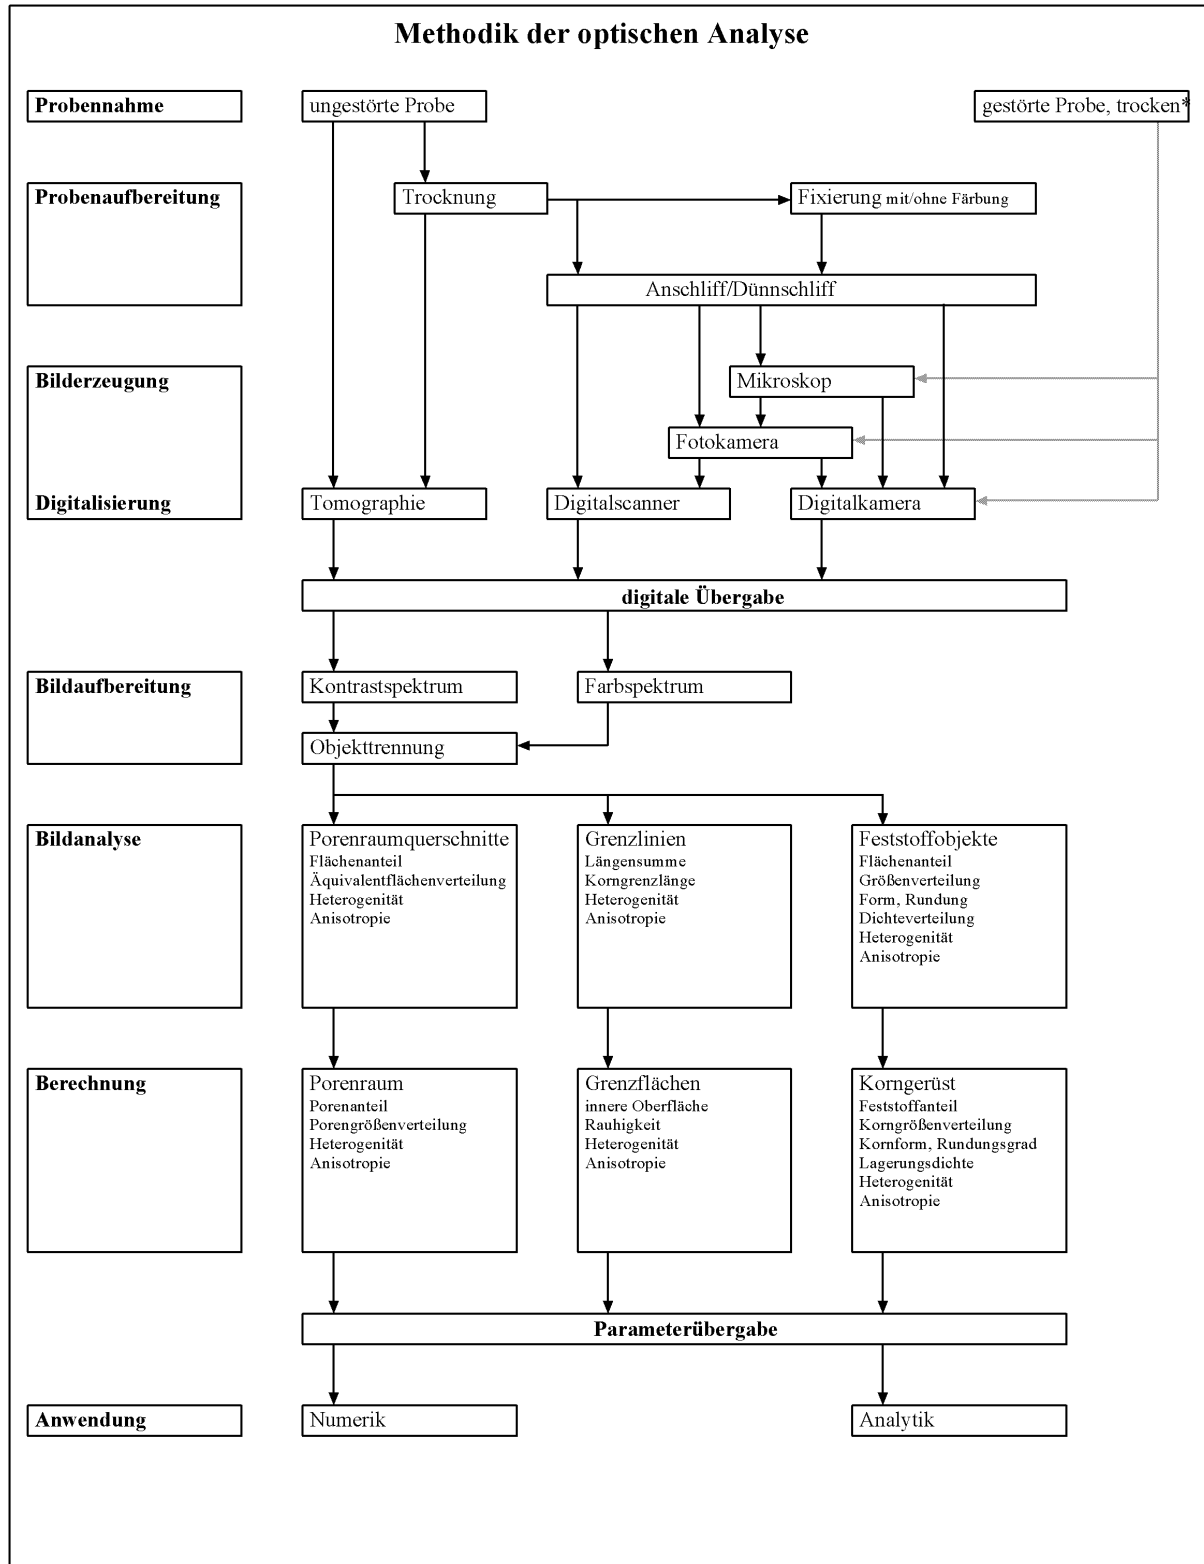 Methodik der optischen Analyse
Probennahme
ungestörte Probe
gestörte Probe, trocken*
Probenaufbereitung
Trocknung
Fixierung mit/ohne Färbung
Anschliff/Dünnschliff
Bilderzeugung
Mikroskop
Fotokamera
Digitalisierung
Tomographie
Digitalscanner
Digitalkamera
digitale Übergabe
Bildaufbereitung
Kontrastspektrum
Farbspektrum
Objekttrennung
Bildanalyse
Porenraumquerschnitte
Flächenanteil
Äquivalentflächenverteilung
Heterogenität
Anisotropie
Grenzlinien
Längensumme
Korngrenzlänge
Heterogenität
Anisotropie
Feststoffobjekte
Flächenanteil
Größenverteilung
Form, Rundung
Dichteverteilung
Heterogenität
Anisotropie
Berechnung
Porenraum
Porenanteil
Porengrößenverteilung
Heterogenität
Anisotropie
Grenzflächen
innere Oberfläche
Rauhigkeit
Heterogenität
Anisotropie
Korngerüst
Feststoffanteil
Korngrößenverteilung
Kornform, Rundungsgrad
Lagerungsdichte
Heterogenität
Anisotropie
Parameterübergabe
Anwendung
Numerik
Analytik